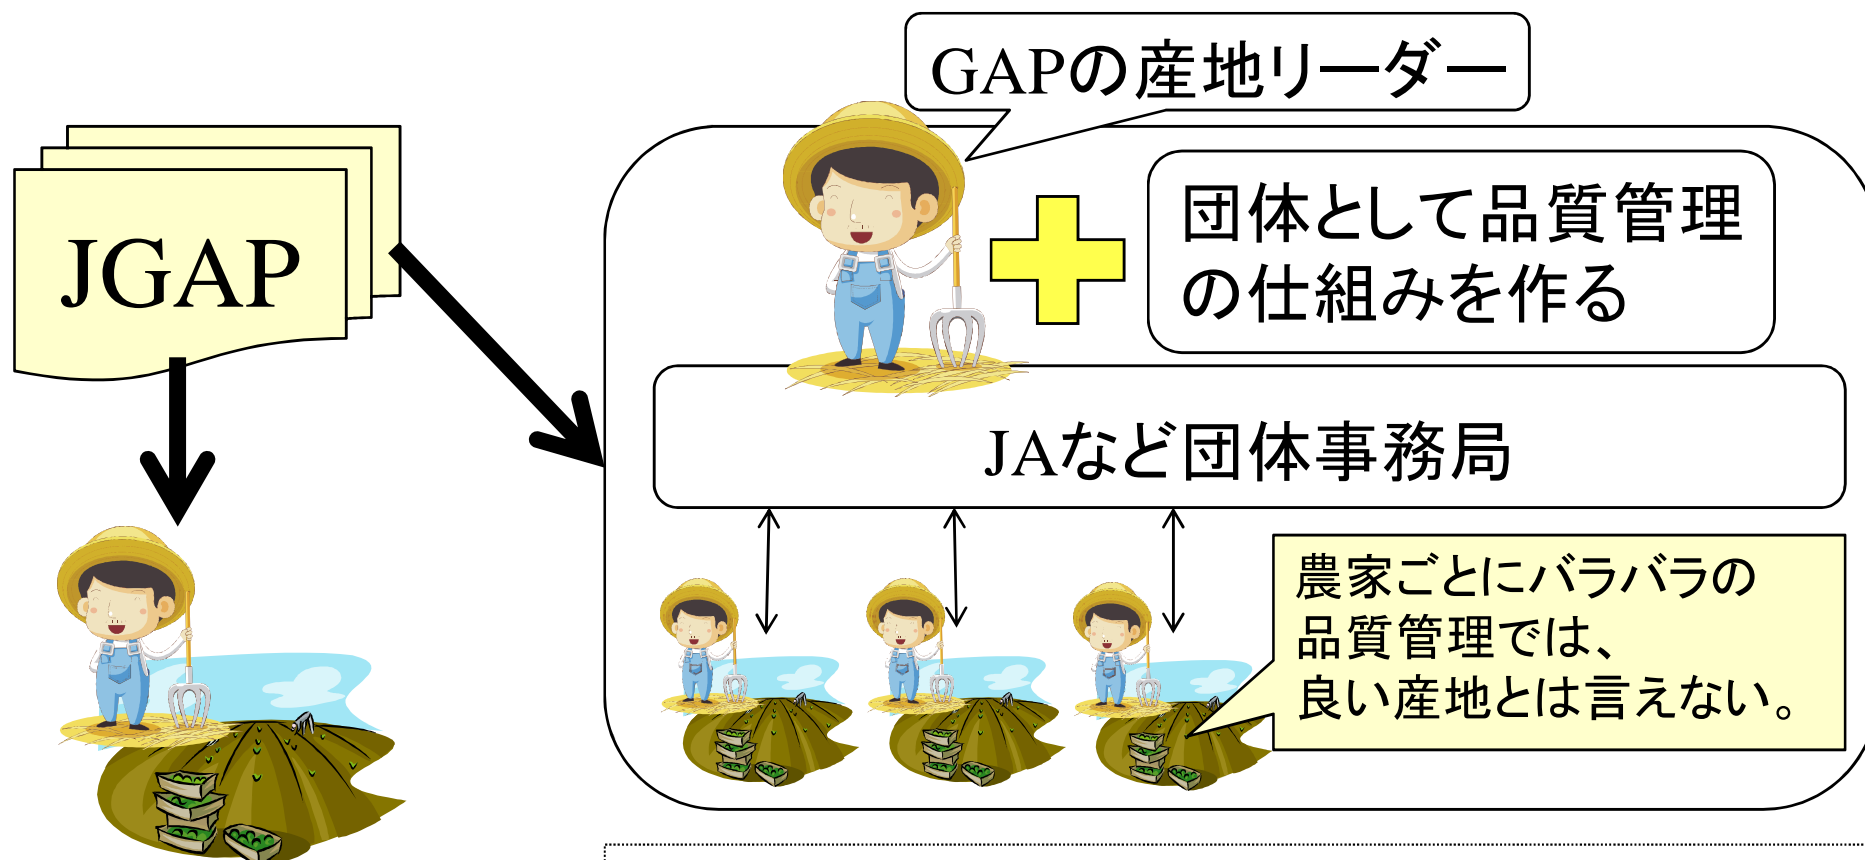 GAPの産地リーダー
JGAP
団体として品質管理
の仕組みを作る
JAなど団体事務局
農家ごとにバラバラの
品質管理では、
良い産地とは言えない。